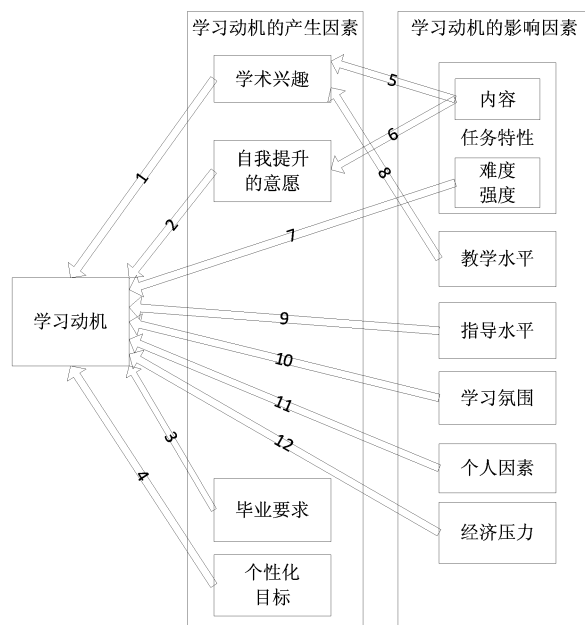 学习动机的产生因素
学习动机的影响因素
学术兴趣
自我提升
的意愿
内容
任务特性
难度
强度
教学水平
学习动机
指导水平
学习氛围
个人因素
经济压力
毕业要求
个性化
目标
1
2
3
4
5
6
7
8
9
10
11
12